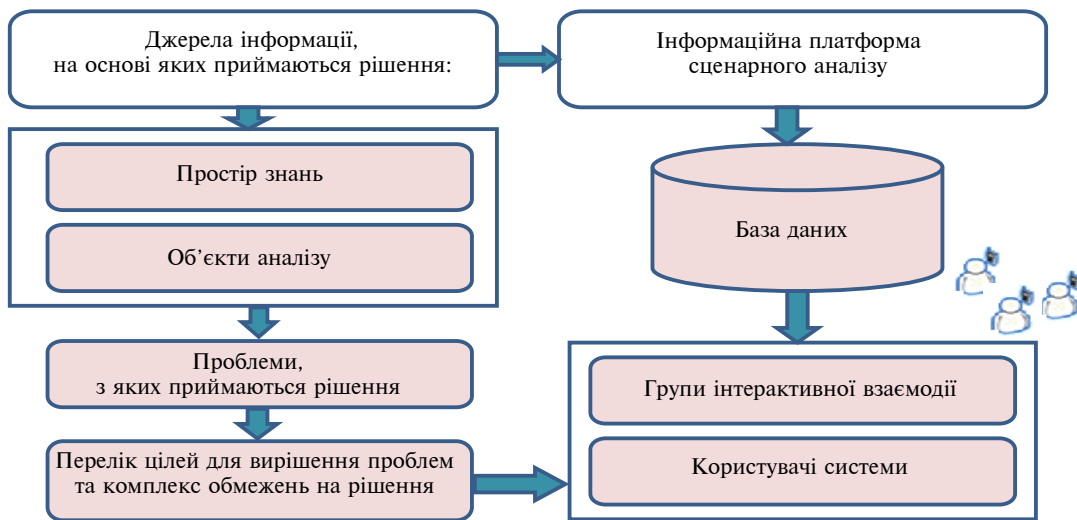 Джерела інформації,
на основі яких приймаються рішення:
Інформаційна платформа
сценарного аналізу
Простір знань
Об’єкти аналізу
База даних
Проблеми,
з яких приймаються рішення
Перелік цілей для вирішення проблем
та комплекс обмежень на рішення
Групи інтерактивної взаємодії
Користувачі системи